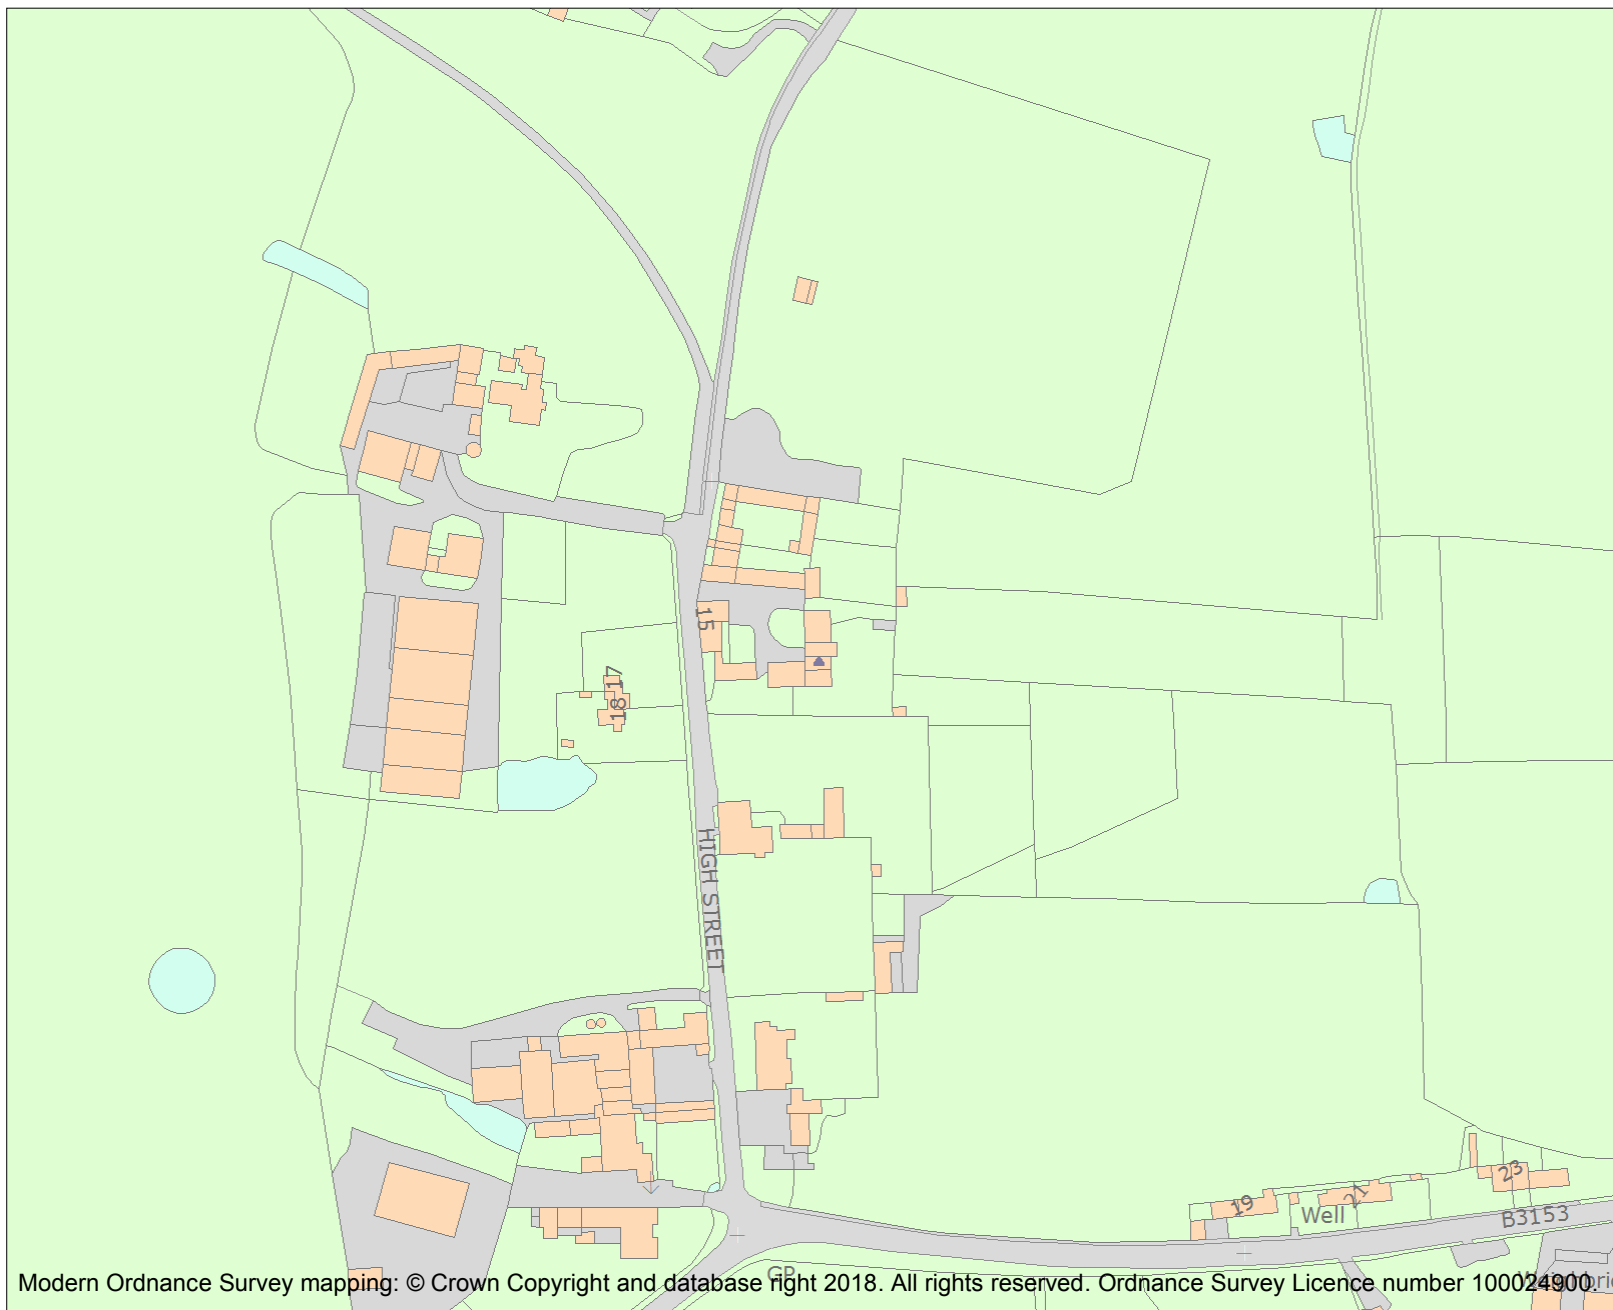 15
17
18
HIGH STREET
19
21
23
Well
B3153
GP
Modern Ordnance Survey mapping: © Crown Copyright and database right 2018. All rights reserved. Ordnance Survey Licence number 100024900.